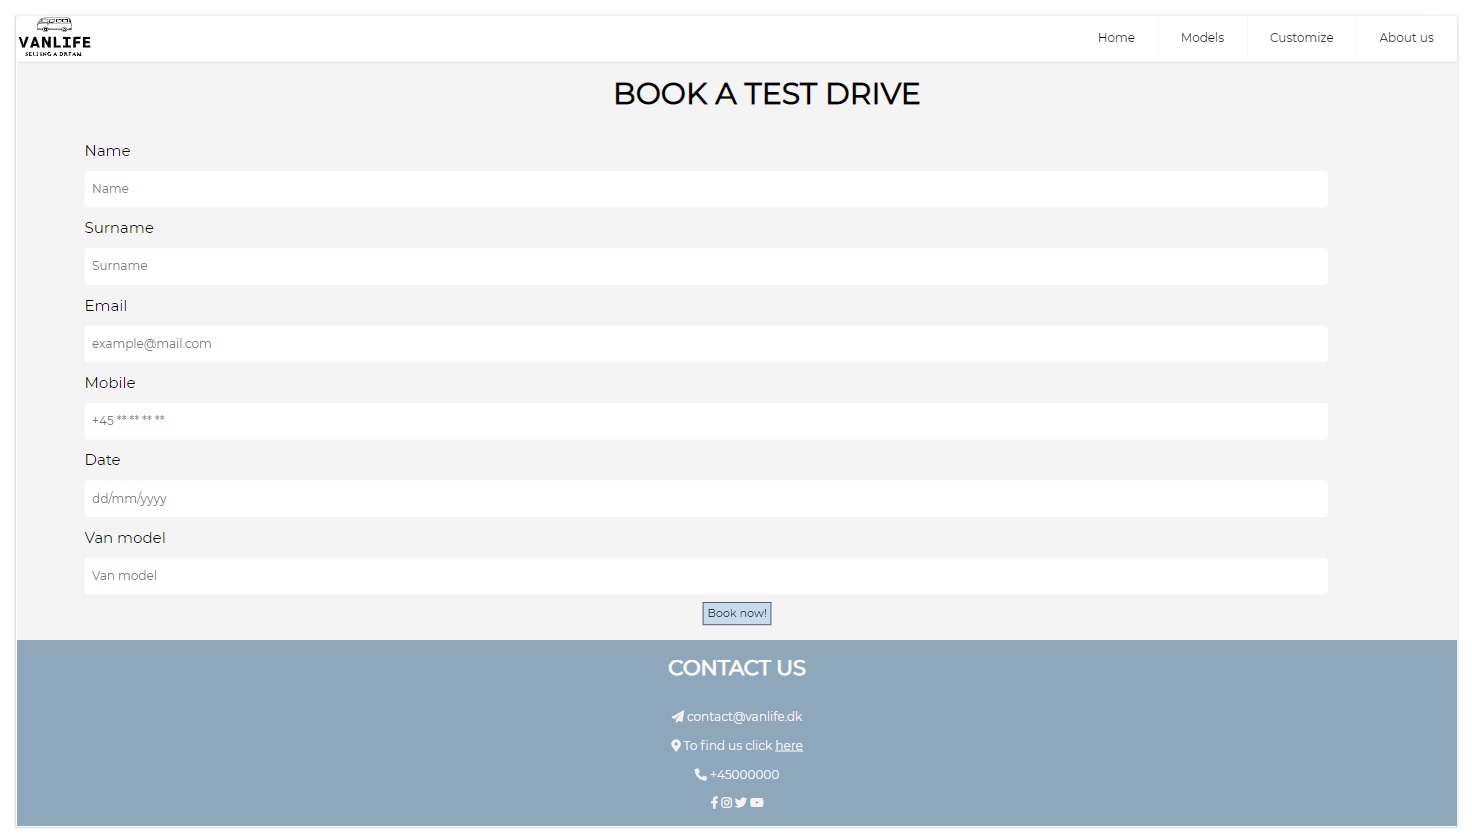 VANLIFE
SELLING A DREAM
Home
Models
Customize
About us
BOOK A TEST DRIVE
Name
Name
Surname
Surname
Email
example@mail.com
Mobile
+45 ** ** ** **
Date
dd/mm/yyyy
Van model
Van model
Book now!
CONTACT US
contact@vanlife.dk
To find us click here
+45000000